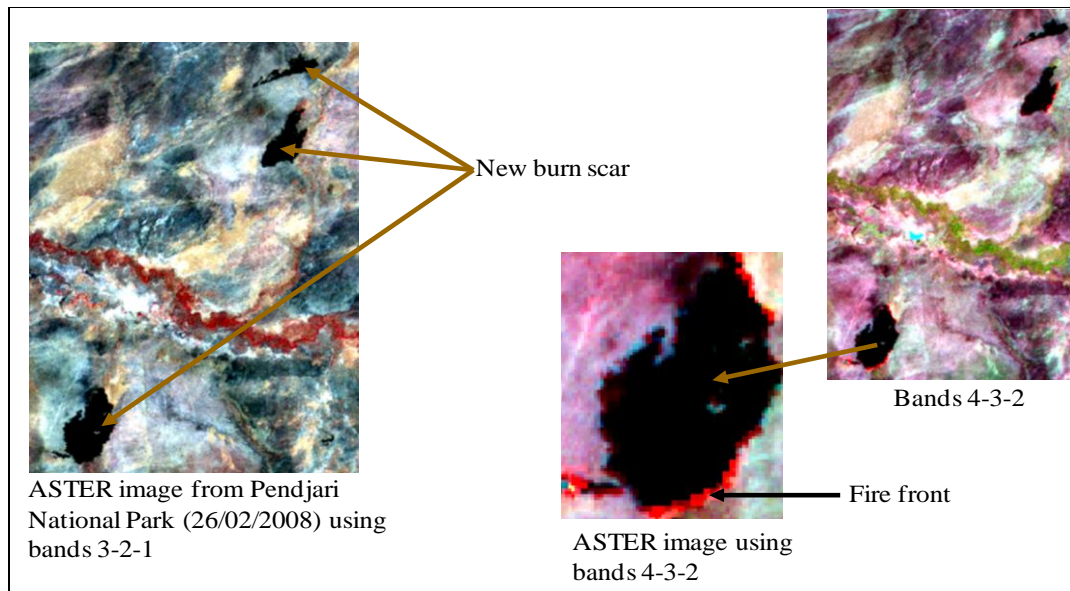 New burn scar
Bands 4-3-2
Fire front
ASTER image from Pendjari
National Park (26/02/2008) using
bands 3-2-1
ASTER image using
bands 4-3-2